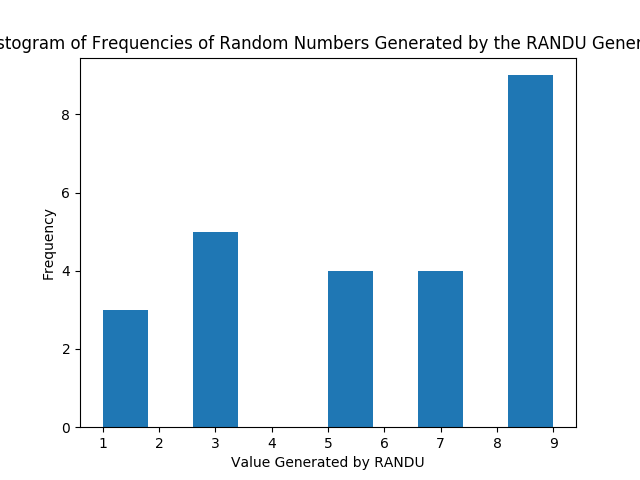 stogram of Frequencies of Random Numbers Generated by the RANDU Gener
8
6
4
2
0
Frequency
1 2 3 4 5 6 7 8 9
Value Generated by RANDU